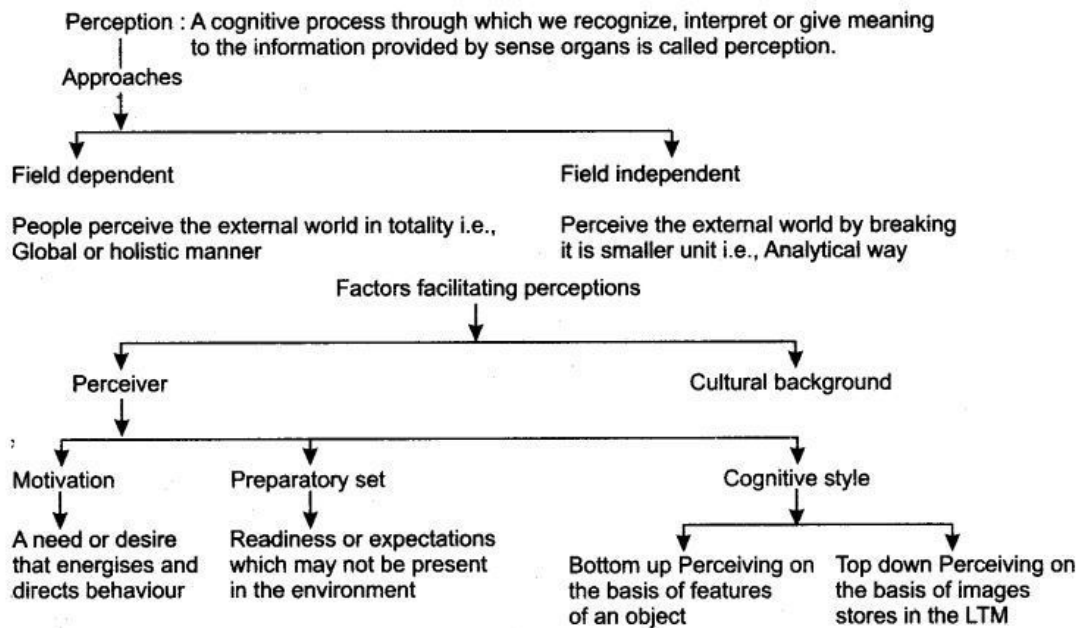 Perception : A cognitive process through which we recognize, interpret or give meaning
to the information provided by sense organs is called perception.
Approaches
Field dependent
Field independent
People perceive the external world in totality i.e.,
Global or holistic manner
Perceive the external world by breaking
it is smaller unit i.e., Analytical way
Factors facilitating perceptions
Perceiver
Cultural background
Motivation
Preparatory set
Cognitive style
A need or desire
that energises and
directs behaviour
Readiness or expectations
which may not be present
in the environment
Bottom up Perceiving on
the basis of features
of an object
Top down Perceiving on
the basis of images
stores in the LTM